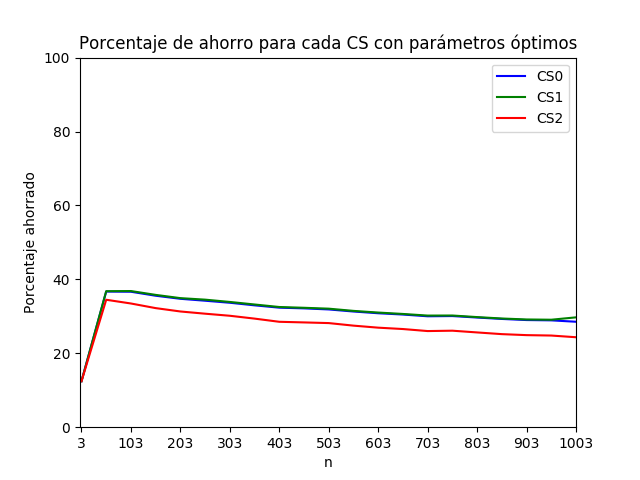 Porcentaje de ahorro para cada CS con parámetros óptimos
CS0
CS1
CS2
Porcentaje ahorrado
100
80
60
40
20
0
3 103 203 303 403 503 603 703 803 903 1003
n